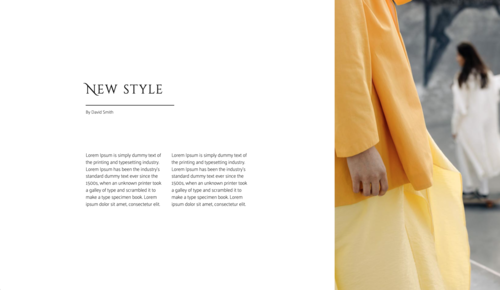 New style
By David Smith
Lorem Ipsum is simply dummy text of
the printing and typesetting industry.
Lorem Ipsum has been the industry's
standard dummy text ever since the
1500s, when an unknown printer took
a galley of type and scrambled it to
make a type specimen book. Lorem
ipsum dolor sit amet, consectetur elit.
Lorem Ipsum is simply dummy text of
the printing and typesetting industry.
Lorem Ipsum has been the industry's
standard dummy text ever since the
1500s, when an unknown printer took
a galley of type and scrambled it to
make a type specimen book. Lorem
ipsum dolor sit amet, consectetur elit.